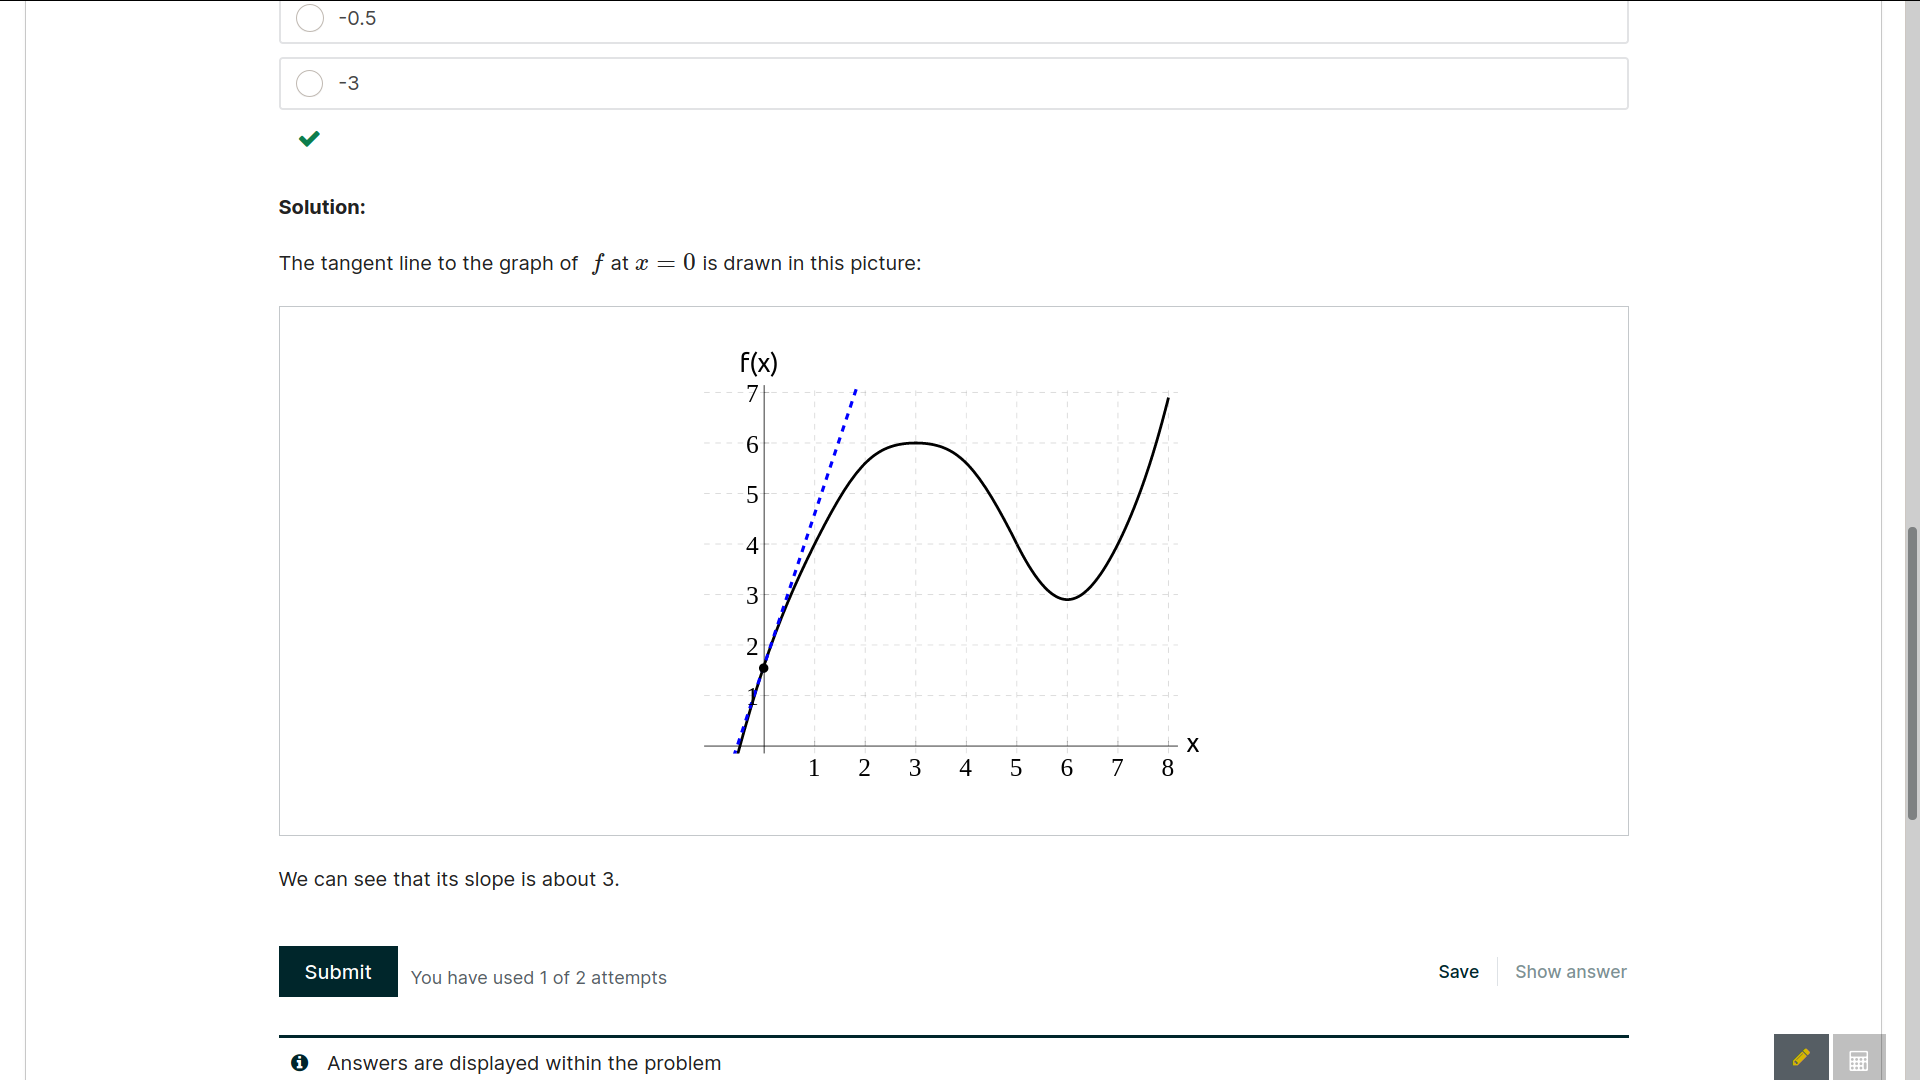 -0.5
-3
Solution:
The tangent line to the graph of f at x = 0 is drawn in this picture:
f(x)
7
6
5
4
3
2
1
x
1 2 3 4 5 6 7 8
We can see that its slope is about 3.
Submit You have used 1 of 2 attempts Save Show answer
Answers are displayed within the problem